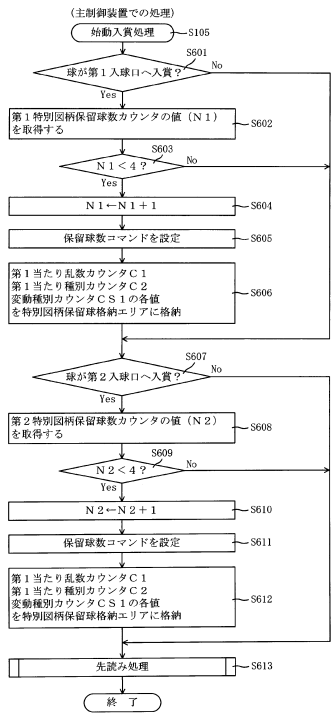 (主制御装置での処理)
始動入賞処理
S105
S601
球が第1入球口へ入賞?
No
Yes
第1特別図柄保留球数カウンタの値(N1)
を取得する
S602
S603
N1<4?
No
Yes
N1←N1+1
S604
保留球数コマンドを設定
S605
第1当たり乱数カウンタC1
第1当たり種別カウンタC2
変動種別カウンタCS1の各値
を特別図柄保留球格納エリアに格納
S606
S607
球が第2入球口へ入賞?
No
Yes
第2特別図柄保留球数カウンタの値(N2)
を取得する
S608
S609
N2<4?
No
Yes
N2←N2+1
S610
保留球数コマンドを設定
S611
第1当たり乱数カウンタC1
第1当たり種別カウンタC2
変動種別カウンタCS1の各値
を特別図柄保留球格納エリアに格納
S612
先読み処理
S613
終 了